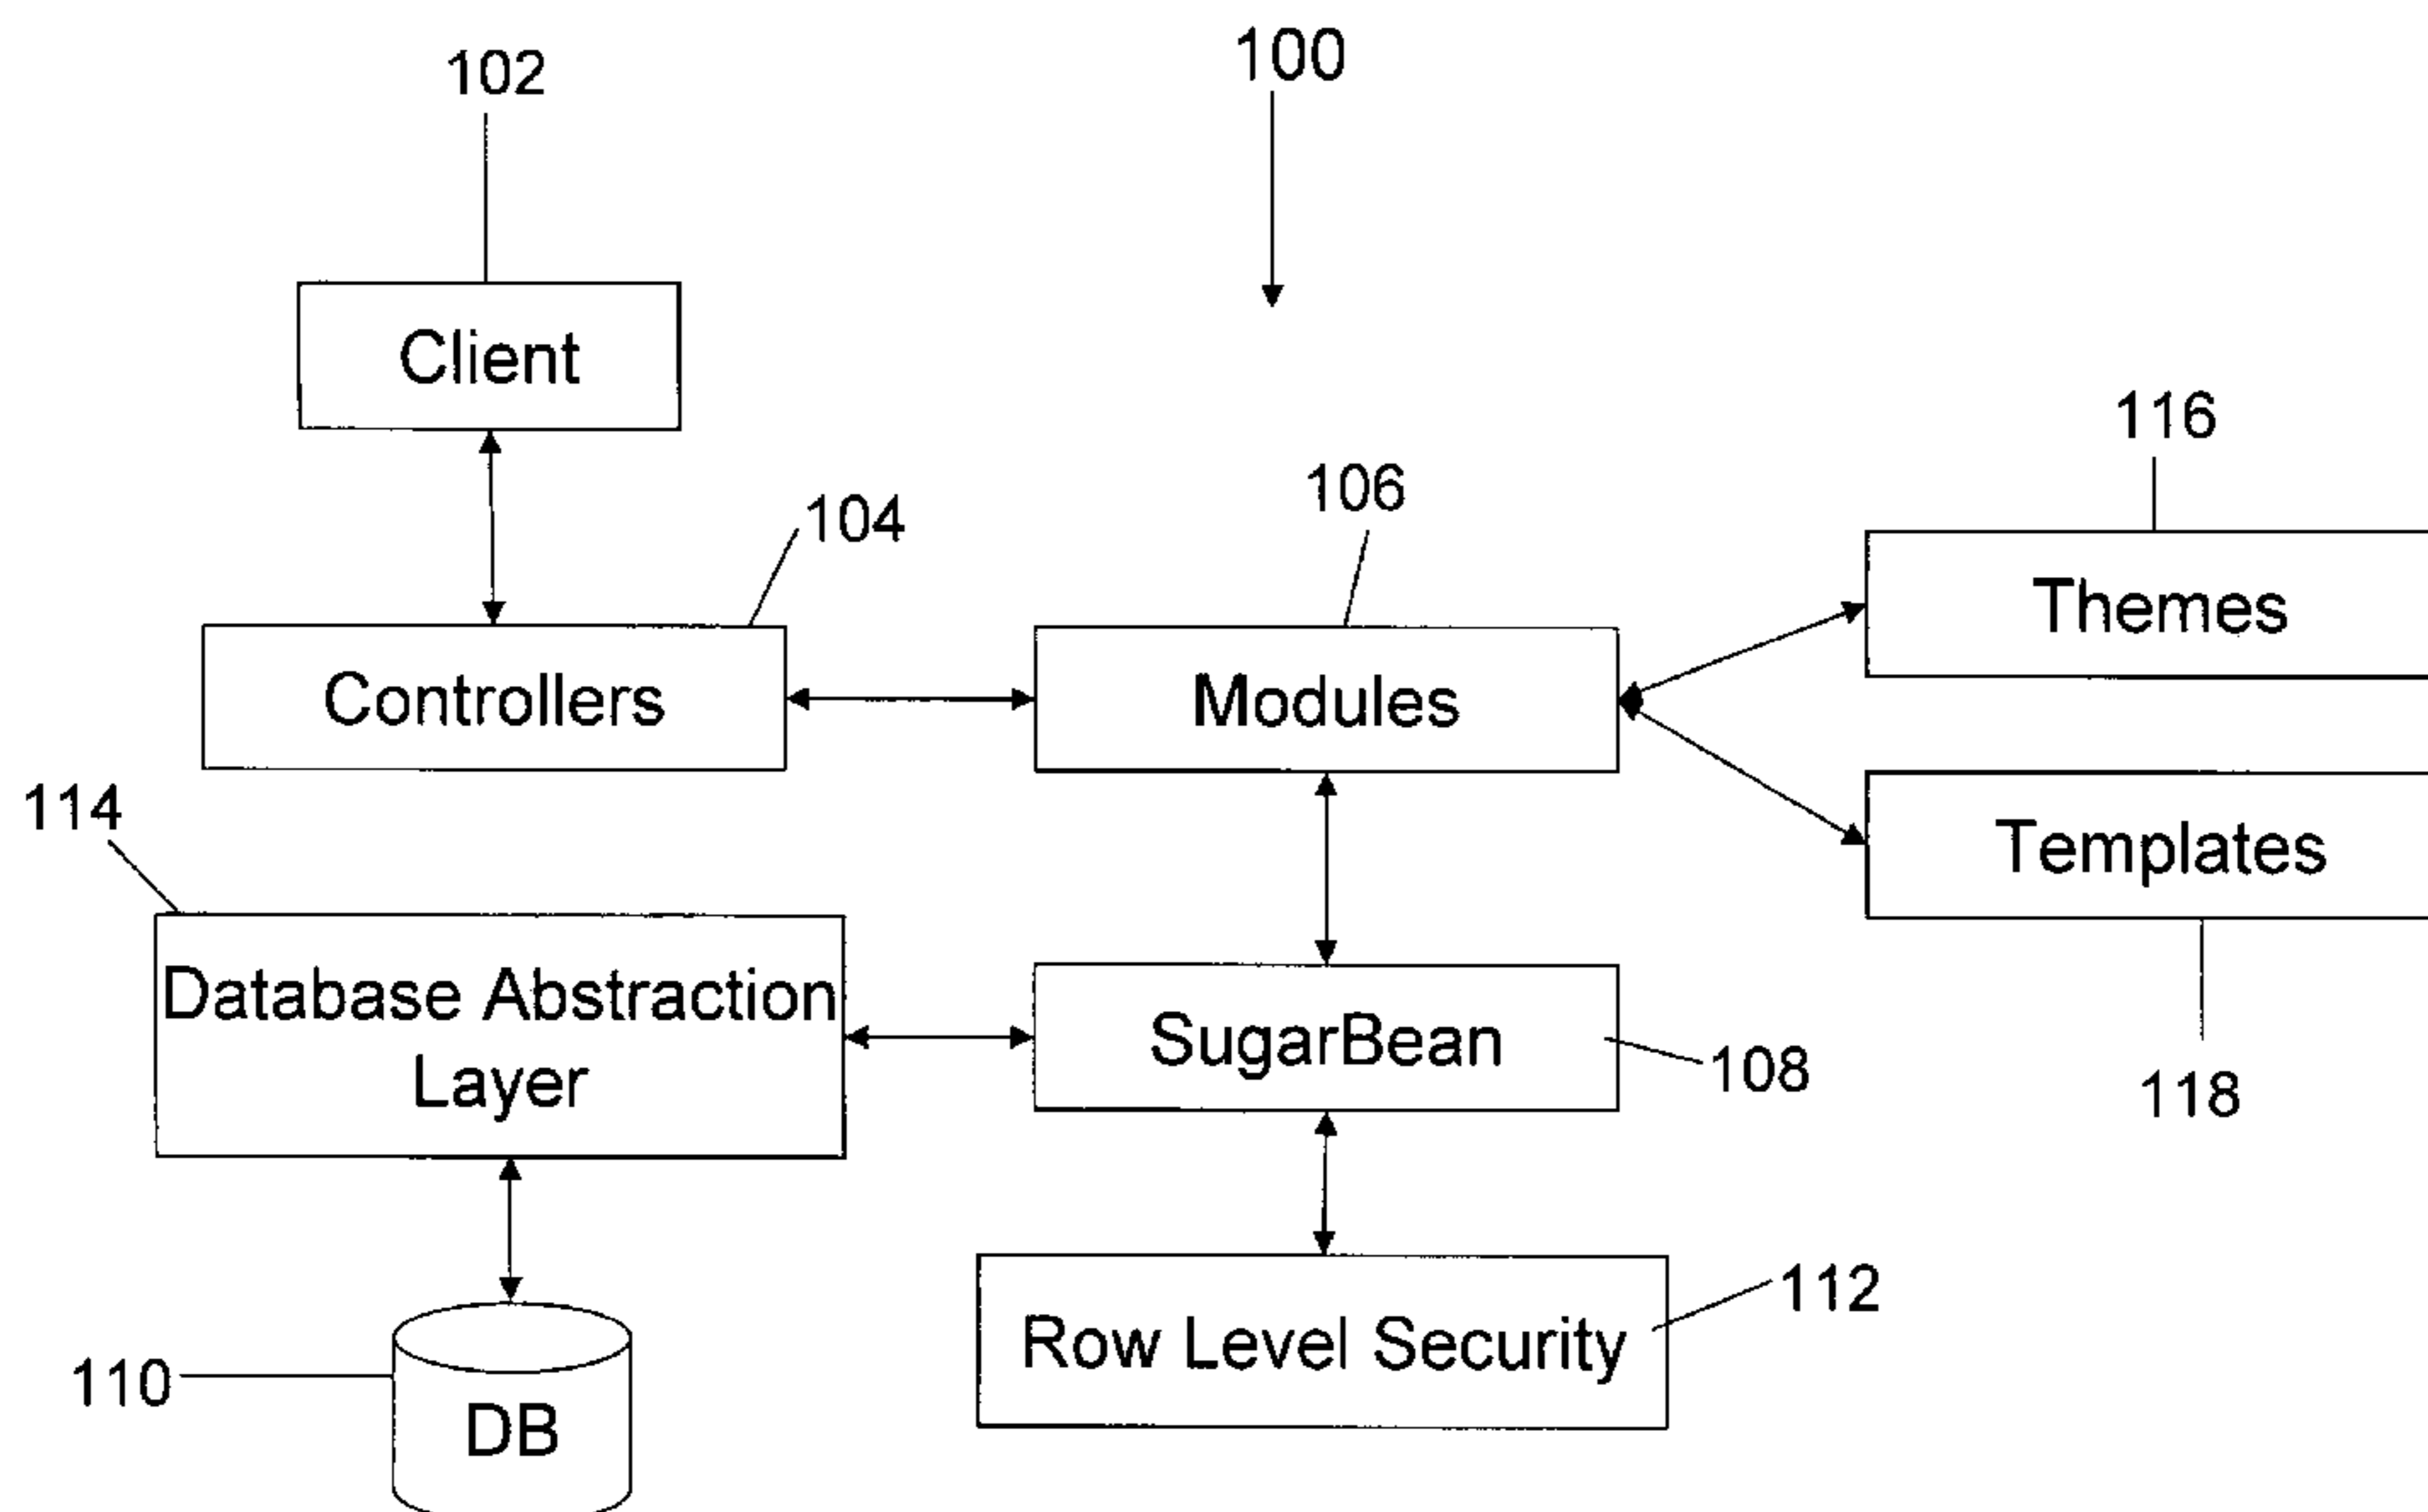 100
102
Client
116
106
104
Themes
Controllers
Modules
114
Templates
Database Abstraction
Layer
SugarBean
108
118
112
Row Level Security
110
DB